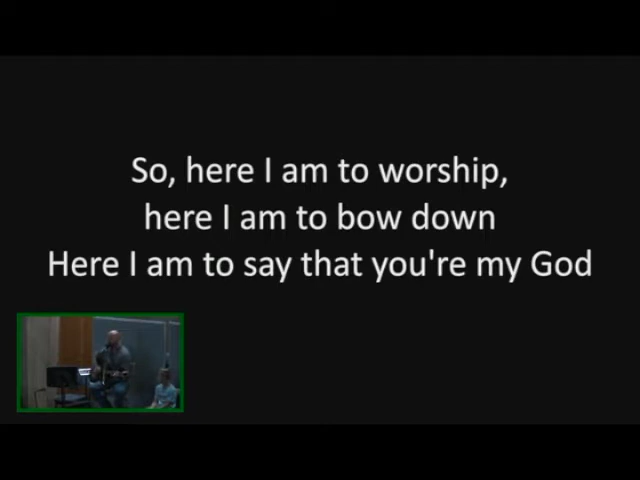 So, here I am to worship,
here I am to bow down
Here I am to say that you're my God